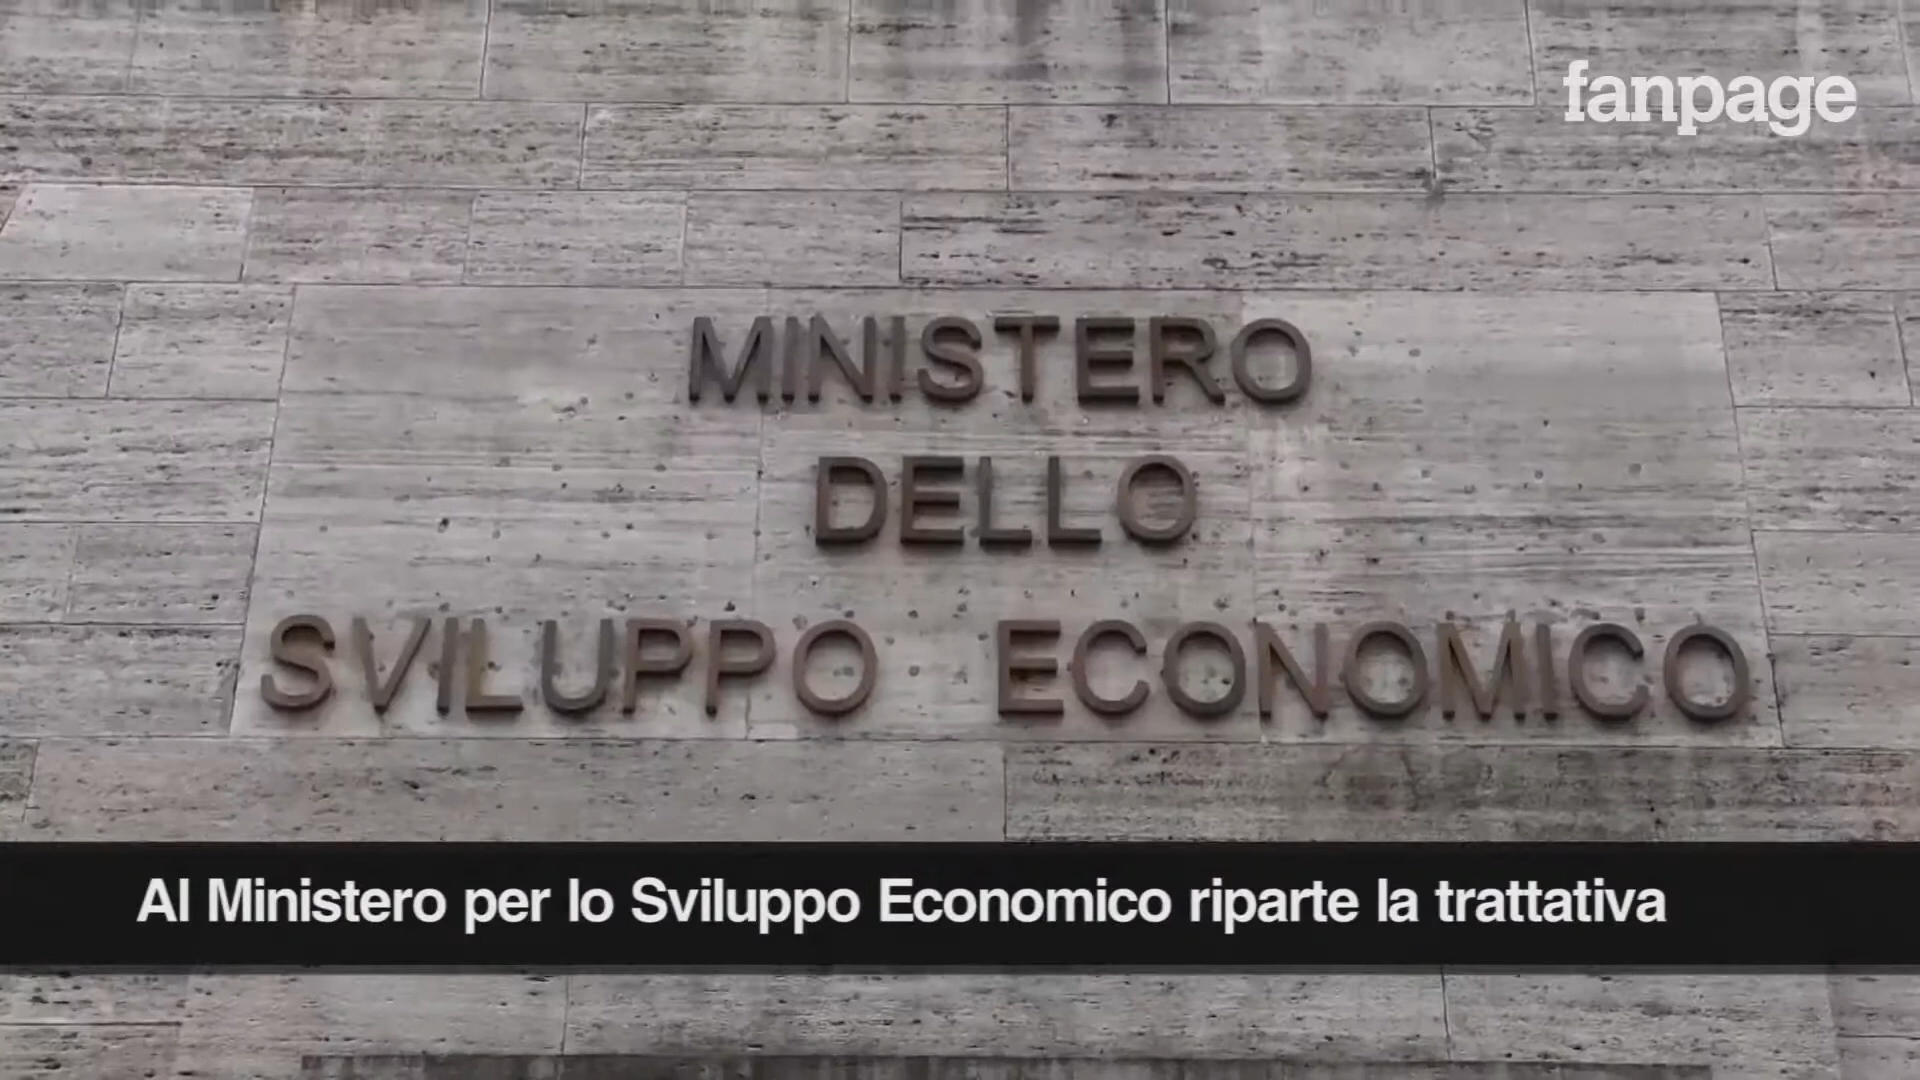 fanpage
MINISTERO
DELLO
SVILUPPO ECONOMICO
Al Ministero per lo Sviluppo Economico riparte la trattativa